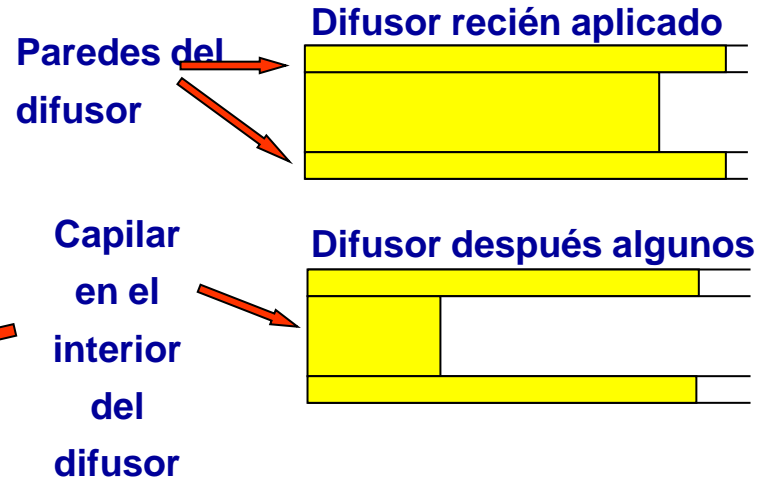 Difusor recién aplicado
Paredes del
difusor
Difusor después algunos
Capilar
en el
interior
del
difusor